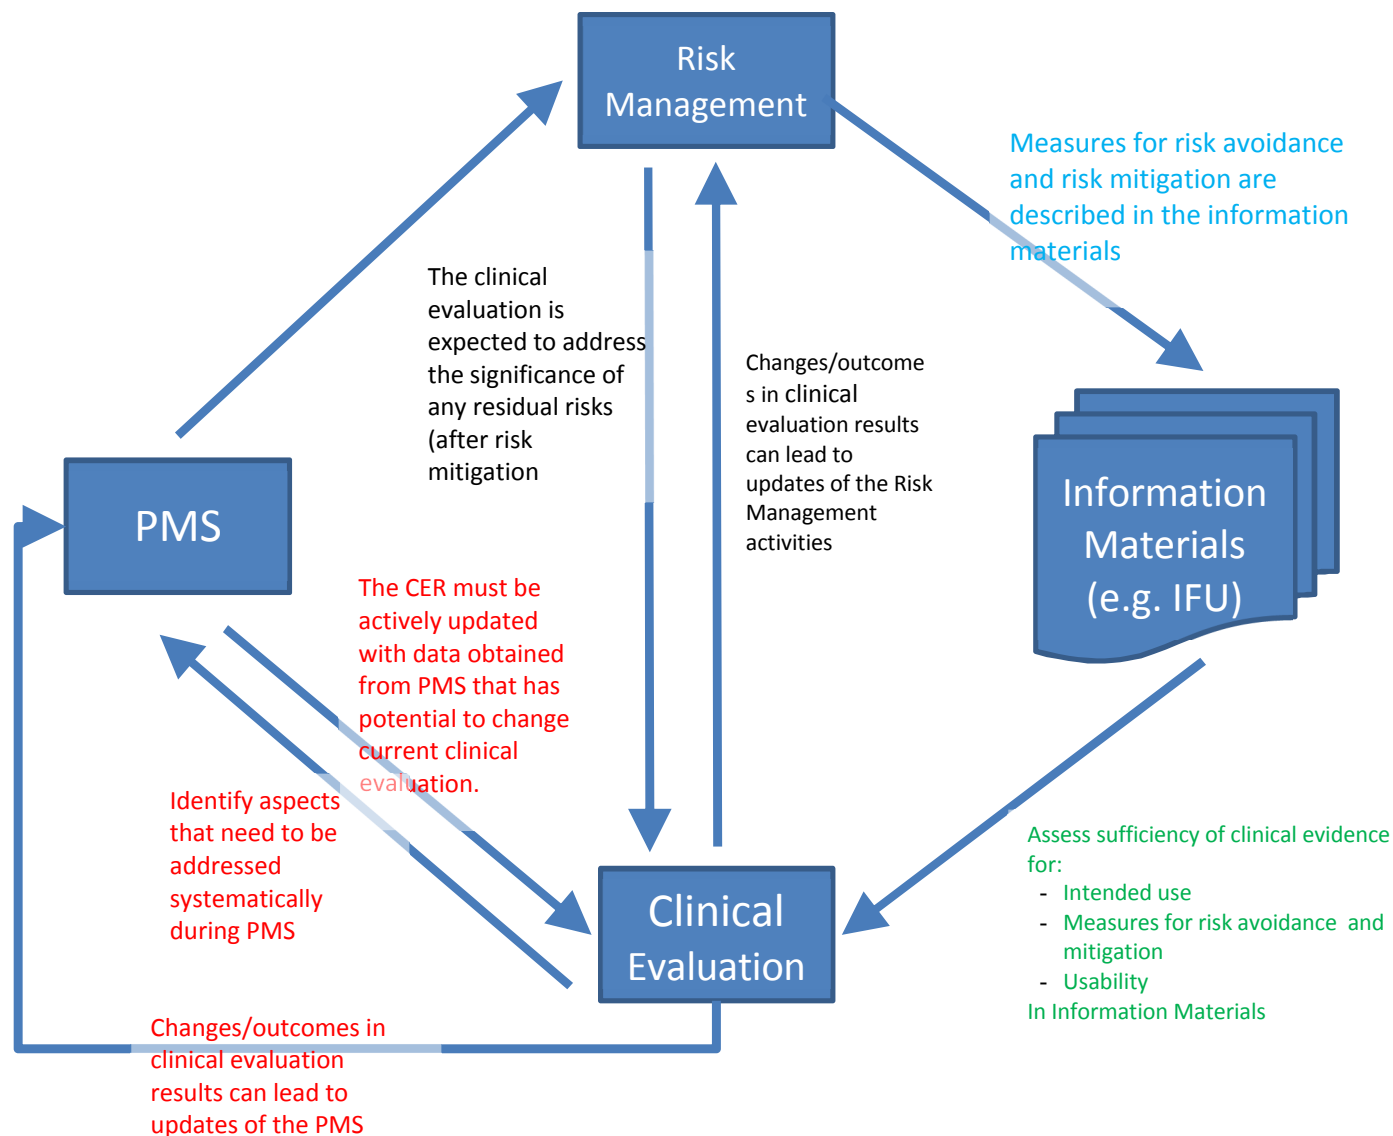 Risk
Management
Measures for risk avoidance
and risk mitigation are
described in the information
materials
The clinical
evaluation is
expected to address
the significance of
any residual risks
(after risk
mitigation
Changes/outcome
s in clinical
evaluation results
can lead to
updates of the Risk
Management
activities
PMS
Information
Materials
(e.g. IFU)
The CER must be
actively updated
with data obtained
from PMS that has
potential to change
current clinical
evaluation.
Identify aspects
that need to be
addressed
systematically
during PMS
Clinical
Evaluation
Assess sufficiency of clinical evidence
for:
- Intended use
- Measures for risk avoidance and
mitigation
- Usability
In Information Materials
Changes/outcomes in
clinical evaluation
results can lead to
updates of the PMS